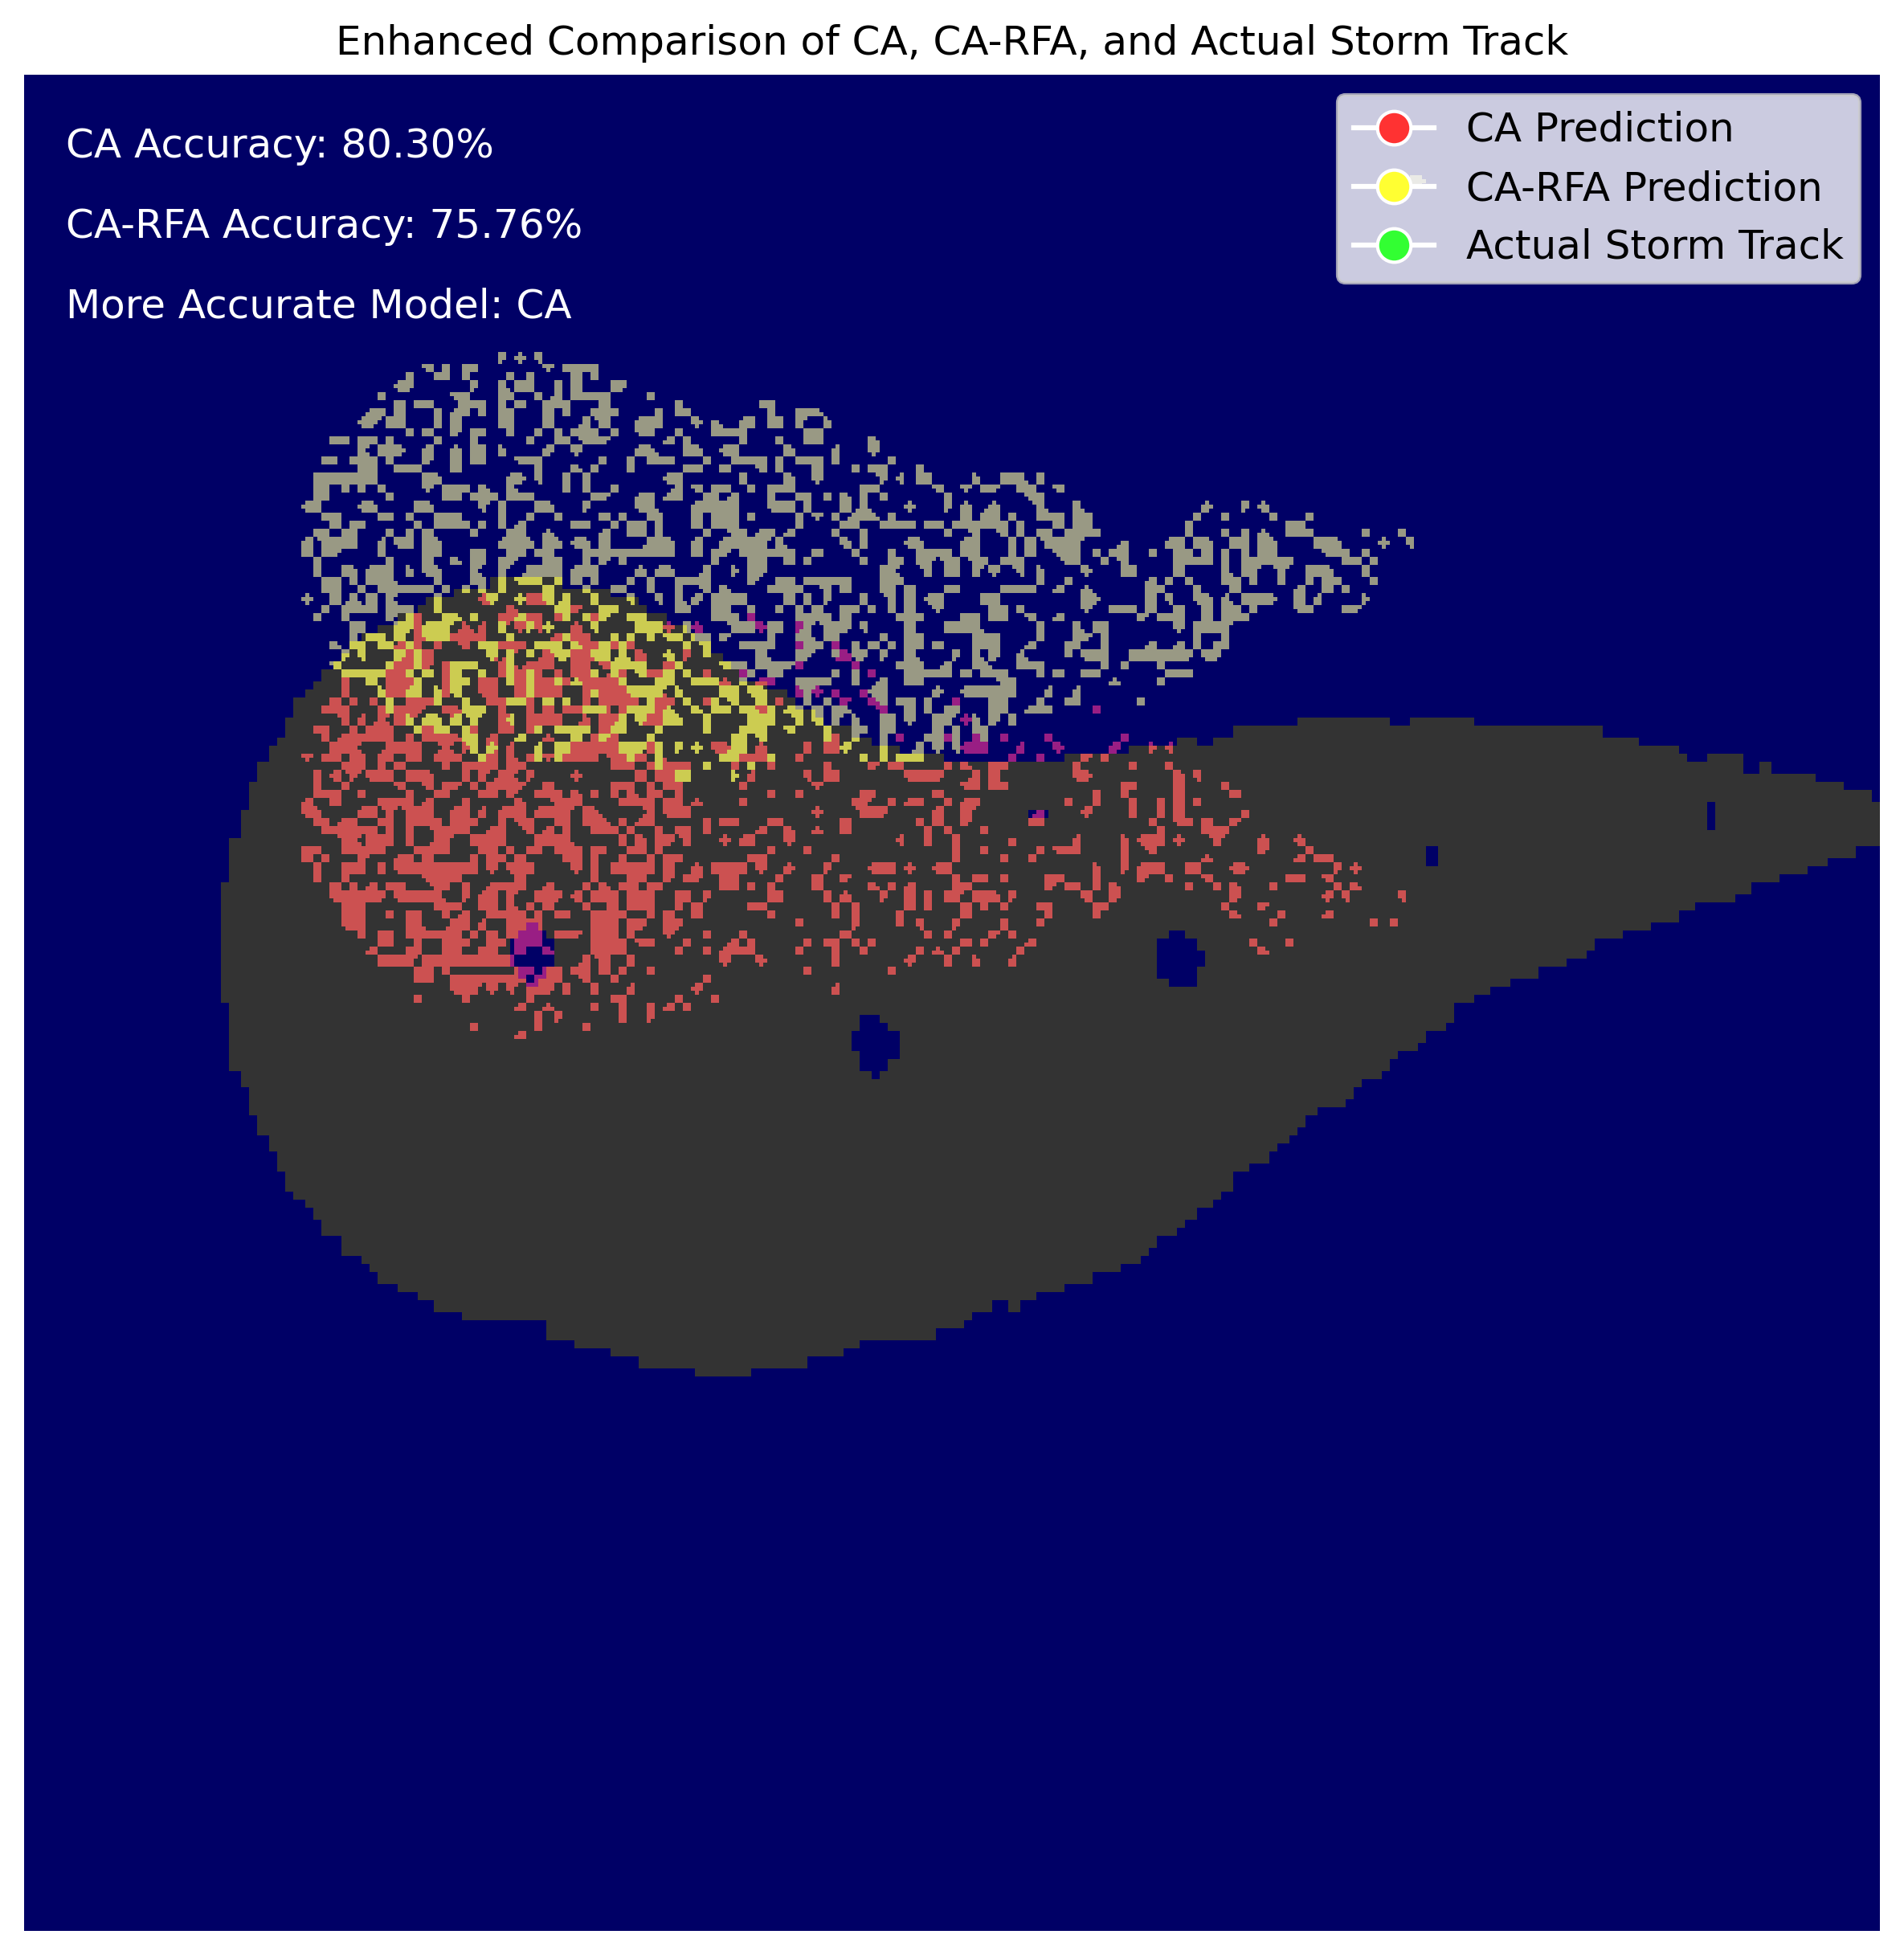 Enhanced Comparison of CA, CA-RFA, and Actual Storm Track
CA Accuracy: 80.30%
CA-RFA Accuracy: 75.76%
More Accurate Model: CA
CA Prediction
CA-RFA Prediction
Actual Storm Track